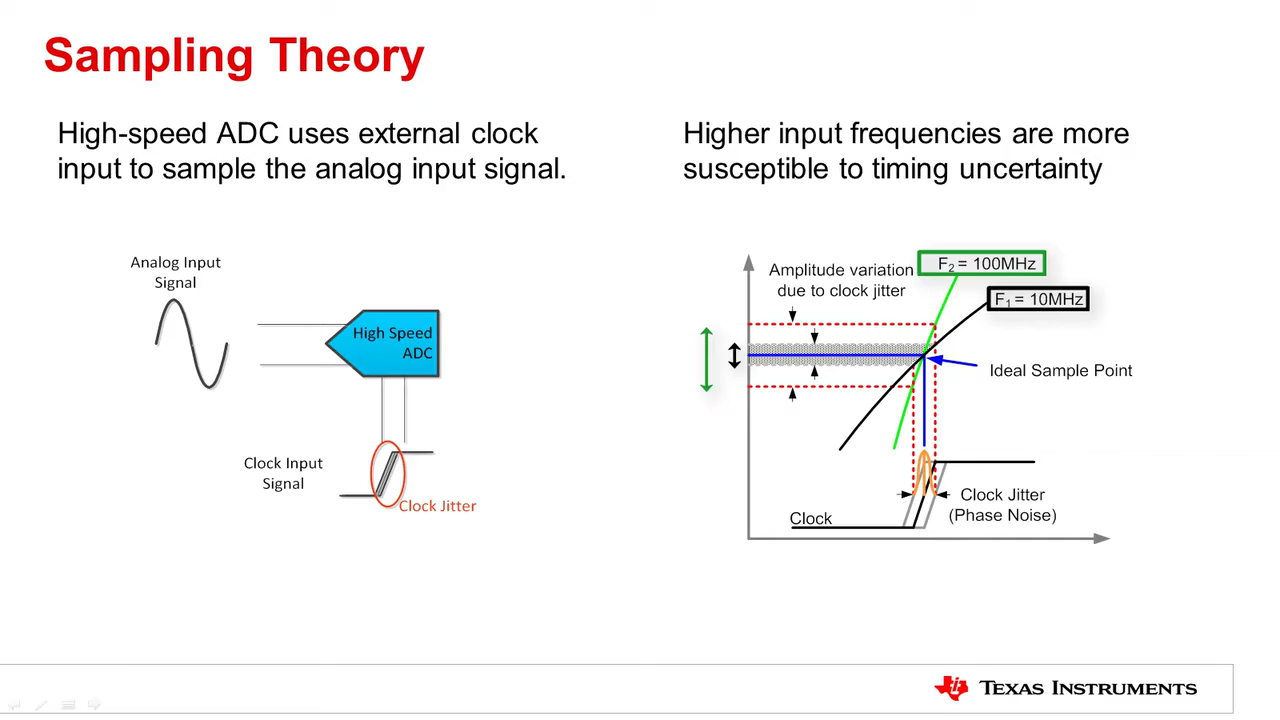 Sampling Theory
High-speed ADC uses external clock
input to sample the analog input signal.
Higher input frequencies are more
susceptible to timing uncertainty
Analog Input
Signal
High Speed
ADC
Clock Input
Signal
Clock Jitter
Amplitude variation
due to clock jitter
F₂ = 100MHz
F₁ = 10MHz
Ideal Sample Point
Clock Jitter
(Phase Noise)
Clock
TEXAS INSTRUMENTS